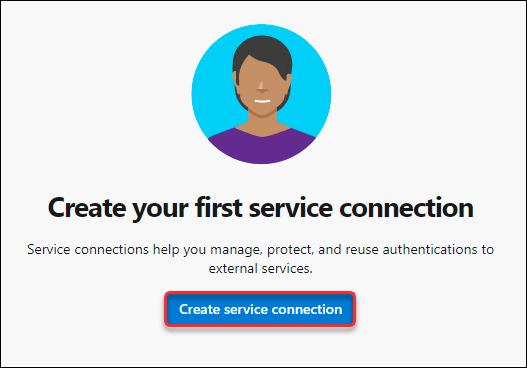 Create your first service connection
Service connections help you manage, protect, and reuse authentications to
external services.
Create service connection